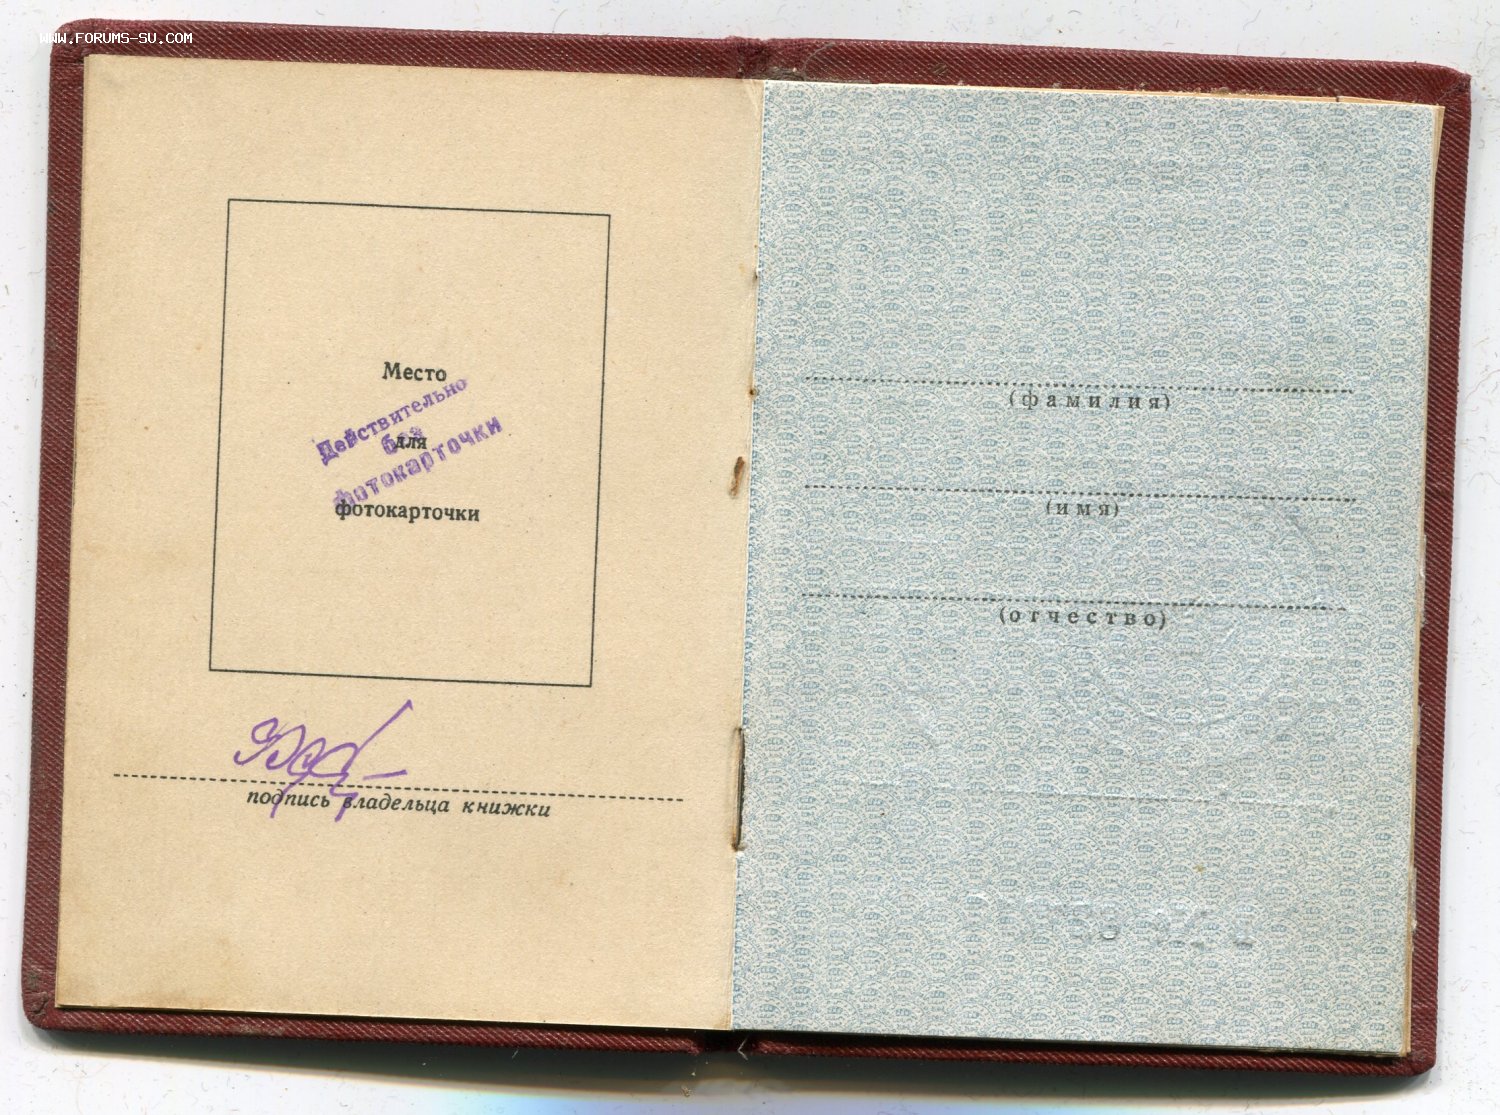 WWW.FORUMS-SU.COM
Место
Действительно
для
без
фотокарточки
фотокарточки
подпись владельца книжки
(фамилия)
(имя)
(отчество)